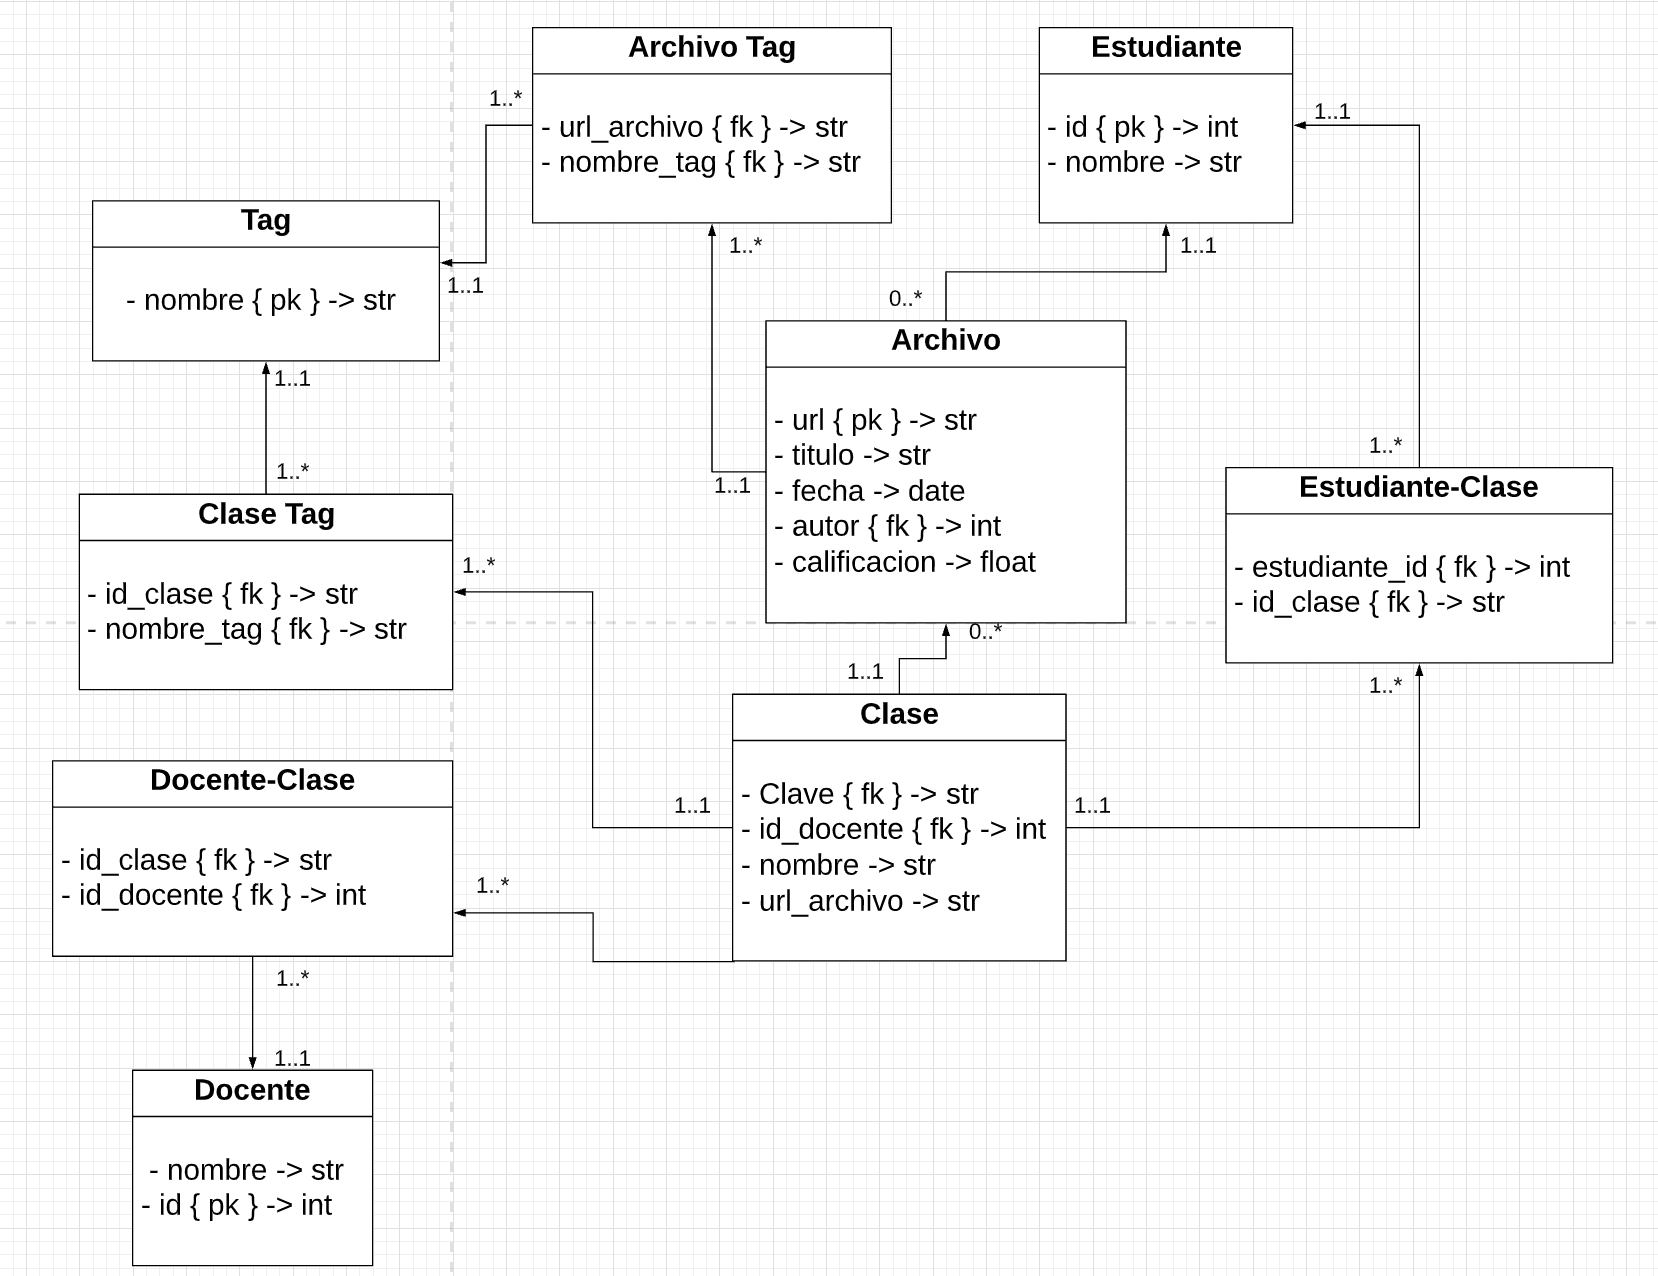 Archivo Tag
1..*
- url_archivo { fk } -> str
- nombre_tag { fk } -> str
Estudiante
- id { pk } -> int
- nombre -> str
1..1
Tag
- nombre { pk } -> str
1..1
1..*
1..1
0..*
Archivo
- url { pk } -> str
- titulo -> str
- fecha -> date
- autor { fk } -> int
- calificacion -> float
1..1
1..1
1..*
Clase Tag
- id_clase { fk } -> str
- nombre_tag { fk } -> str
1..*
1..*
Estudiante-Clase
- estudiante_id { fk } -> int
- id_clase { fk } -> str
1..*
0..*
1..1
Clase
- Clave { fk } -> str
- id_docente { fk } -> int
- nombre -> str
- url_archivo -> str
1..1
1..1
Docente-Clase
- id_clase { fk } -> str
- id_docente { fk } -> int
1..*
1..*
1..1
Docente
- nombre -> str
- id { pk } -> int